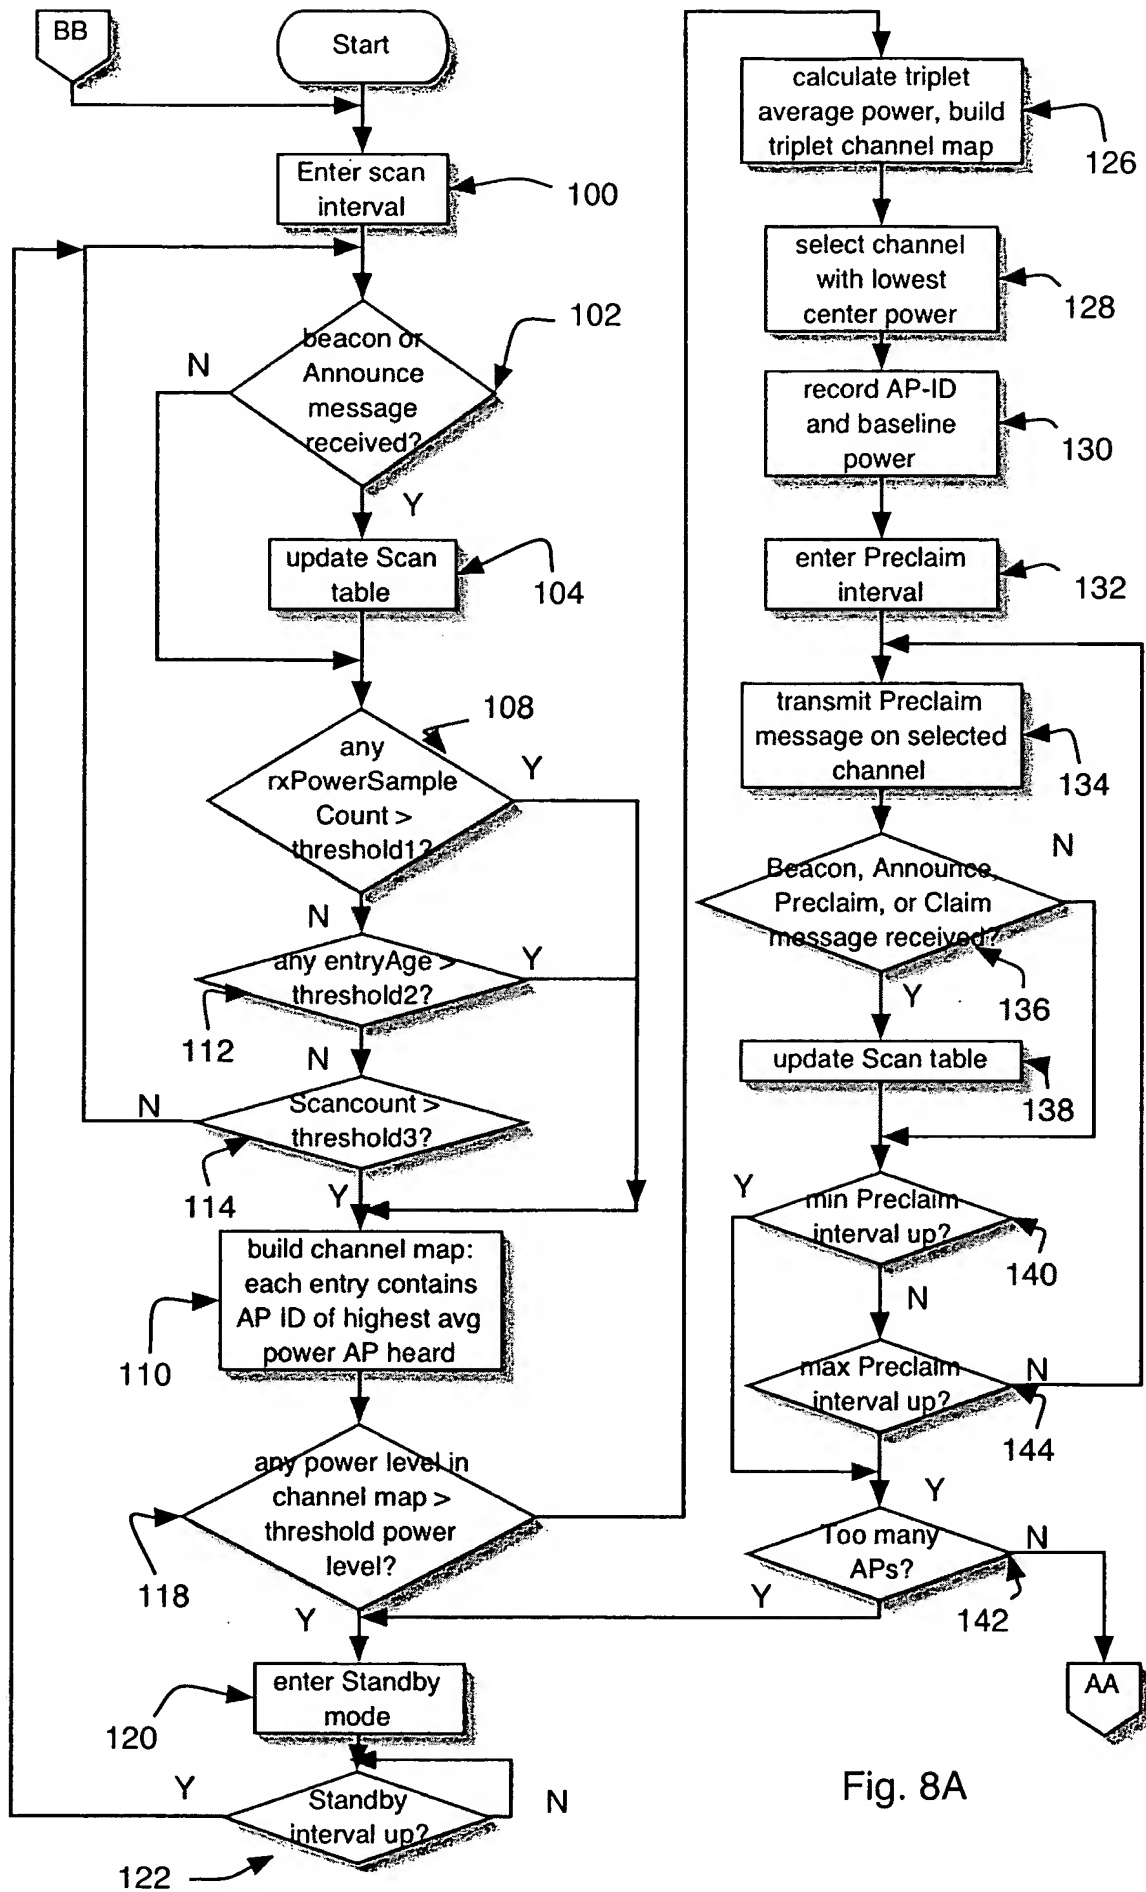 BB
Start
Enter scan
interval
100
beacon or
Announce
message
received?
102
N
Y
update Scan
table
104
any
rxPowerSample
Count >
threshold1?
108
Y
N
any entryAge >
threshold2?
Y
112
N
Scancount >
threshold3?
N
114
Y
build channel map:
each entry contains
AP ID of highest avg
power AP heard
110
any power level in
channel map >
threshold power
level?
118
Y
enter Standby
mode
120
Standby
interval up?
Y
N
122
calculate triplet
average power, build
triplet channel map
126
select channel
with lowest
center power
128
record AP-ID
and baseline
power
130
enter Preclaim
interval
132
transmit Preclaim
message on selected
channel
134
Beacon, Announce,
Preclaim, or Claim
message received?
N
136
Y
update Scan table
138
min Preclaim
interval up?
Y
140
N
max Preclaim
interval up?
N
144
Y
Too many
APs?
N
Y
142
AA
Fig. 8A